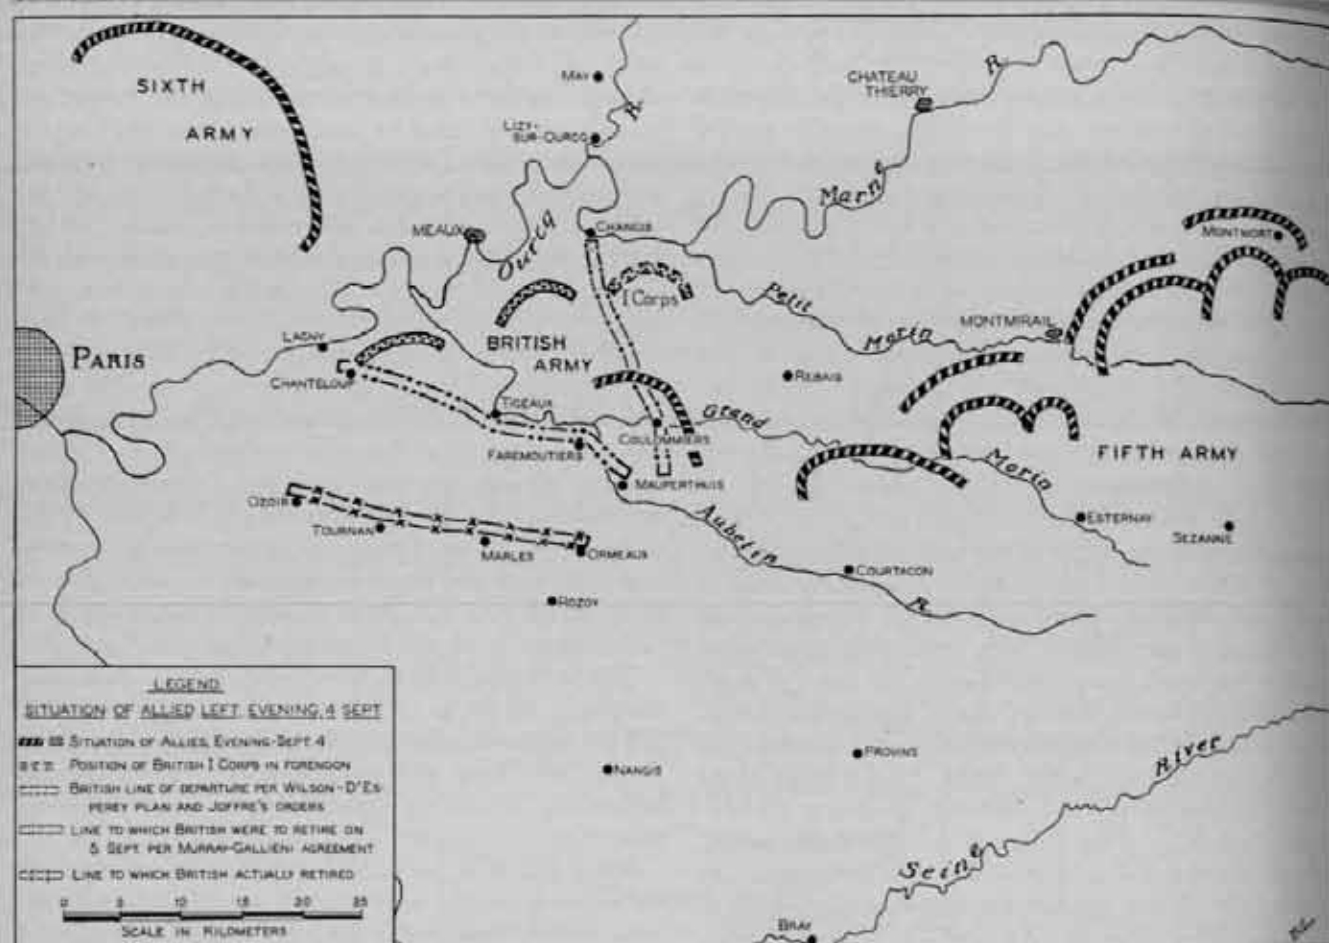 SIXTH
ARMY
MAY
LIZY-
SUR-OURCQ
R.
CHATEAU
THIERRY
R.
Marne
MEAUX
Ourcq
CHANGIS
I Corps
MONTMORT
Petit
Morin
MONTMIRAIL
LAGNY
PARIS
BRITISH
ARMY
CHANTELOUP
REBAIS
TIGEAUX
Grand
COULOMMIERS
FAREMOUTIERS
Morin
FIFTH ARMY
MAUPERTHUIS
OZOIR
Aubetin
ESTERNAY
TOURNAN
SEZANNE
MARLES
ORMEAUX
COURTACON
R.
ROZOY
LEGEND
SITUATION OF ALLIED LEFT EVENING 4 SEPT
SITUATION OF ALLIES, EVENING-SEPT 4
POSITION OF BRITISH I CORPS IN FORENOON
BRITISH LINE OF DEPARTURE PER WILSON-D'ES-
PEREY PLAN AND JOFFRE'S ORDERS
LINE TO WHICH BRITISH WERE TO RETIRE ON
5 SEPT. PER MURRAY-GALLIENI AGREEMENT
LINE TO WHICH BRITISH ACTUALLY RETIRED
0 5 10 15 20 25
SCALE IN KILOMETERS
NANGIS
PROVINS
River
Seine
BRAY